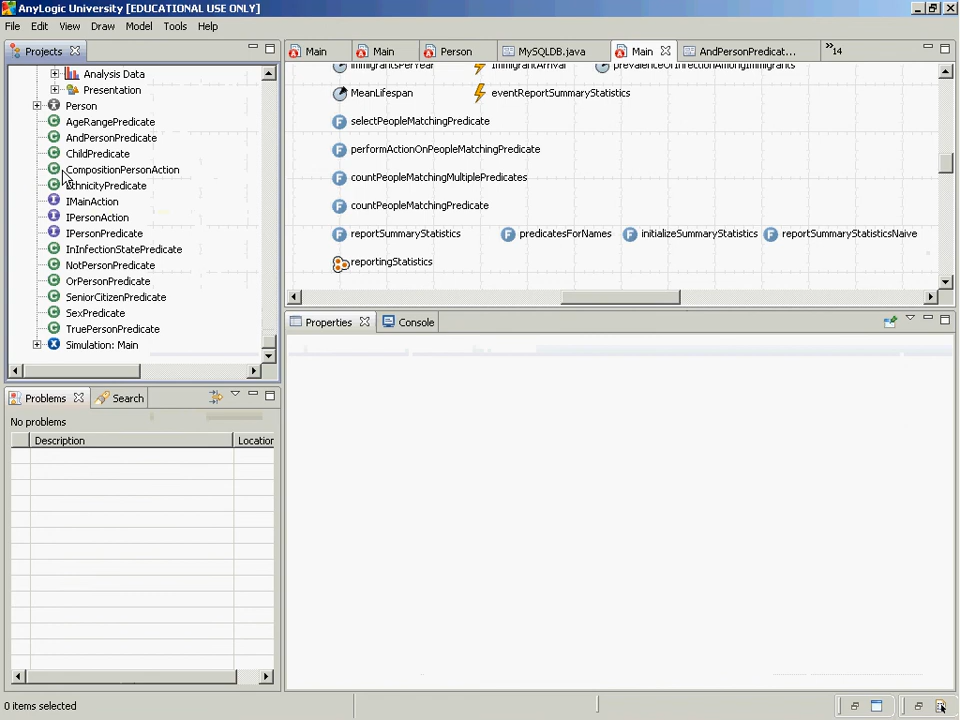 AnyLogic University [EDUCATIONAL USE ONLY]
File Edit View Draw Model Tools Help
Projects
Analysis Data
Presentation
Person
AgeRangePredicate
AndPersonPredicate
ChildPredicate
CompositionPersonAction
EthnicityPredicate
IMainAction
IPersonAction
IPersonPredicate
InInfectionStatePredicate
NotPersonPredicate
OrPersonPredicate
SeniorCitizenPredicate
SexPredicate
TruePersonPredicate
Simulation: Main
Main Main Person MySQLDB.java Main AndPersonPredicat... »14
ImmigrantsPerYear ImmigrantArrival prevalenceOfInfectionAmongImmigrants
MeanLifespan eventReportSummaryStatistics
selectPeopleMatchingPredicate
performActionOnPeopleMatchingPredicate
countPeopleMatchingMultiplePredicates
countPeopleMatchingPredicate
reportSummaryStatistics predicatesForNames initializeSummaryStatistics reportSummaryStatisticsNaive
reportingStatistics
Properties Console
Problems Search
No problems
Description Location
0 items selected